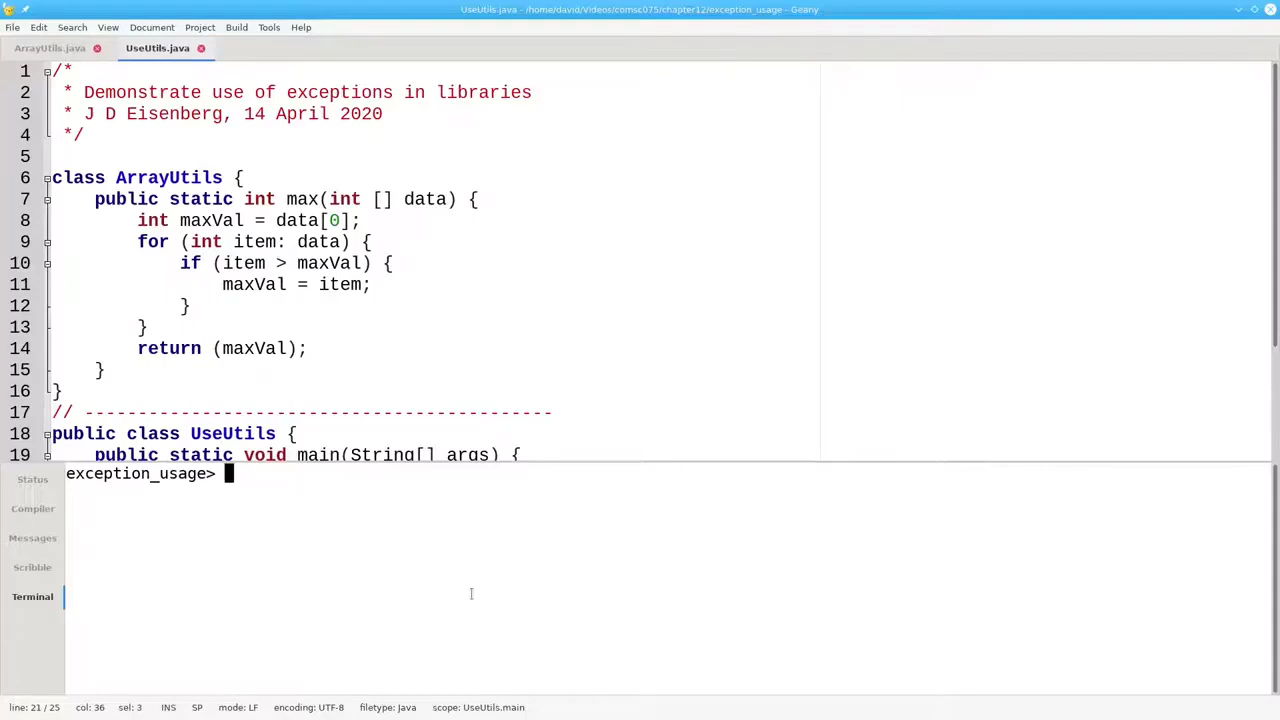 UseUtils.java - /home/david/Videos/comsc075/chapter12/exception_usage - Geany
File Edit Search View Document Project Build Tools Help
ArrayUtils.java UseUtils.java
1 /*
2  * Demonstrate use of exceptions in libraries
3  * J D Eisenberg, 14 April 2020
4  */
5
6 class ArrayUtils {
7     public static int max(int [] data) {
8         int maxVal = data[0];
9         for (int item: data) {
10             if (item > maxVal) {
11                 maxVal = item;
12             }
13         }
14         return (maxVal);
15     }
16 }
17 // --------------------------------------------
18 public class UseUtils {
19     public static void main(String[] args) {
Status
Compiler
Messages
Scribble
Terminal
exception_usage>
line: 21 / 25 col: 36 sel: 3 INS SP mode: LF encoding: UTF-8 filetype: Java scope: UseUtils.main